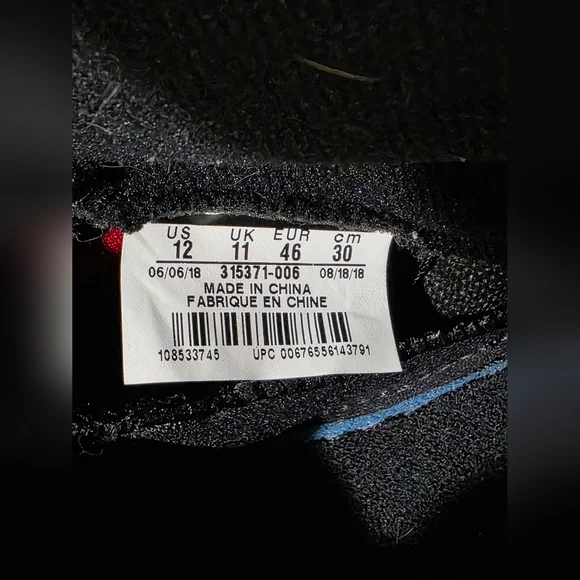 US UK EUR cm
12 11 46 30
06/06/18 315371-006 08/18/18
MADE IN CHINA
FABRIQUE EN CHINE
108533745 UPC 00676556143791